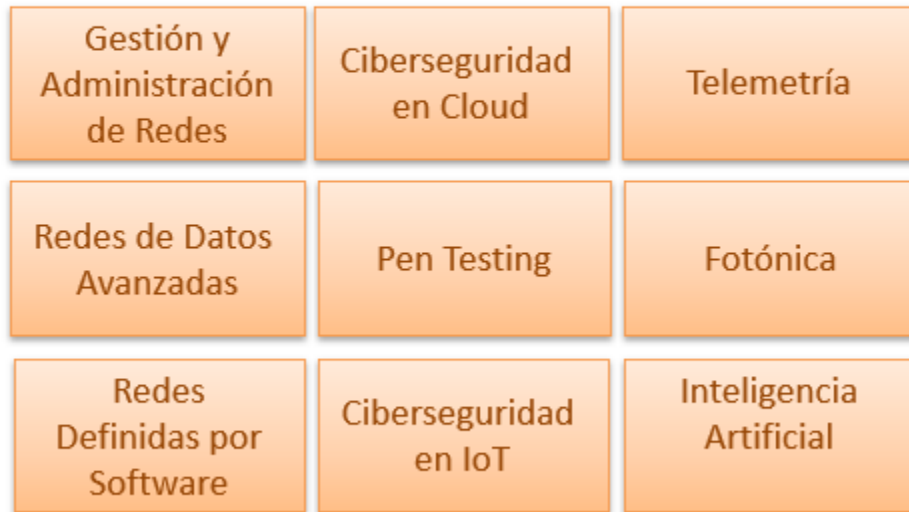 Gestión y
Administración
de Redes
Ciberseguridad
en Cloud
Telemetría
Redes de Datos
Avanzadas
Pen Testing
Fotónica
Redes
Definidas por
Software
Ciberseguridad
en IoT
Inteligencia
Artificial